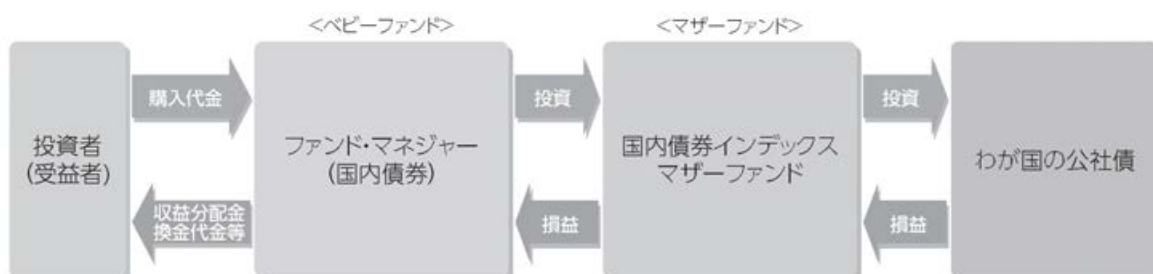 <ベビーファンド>
<マザーファンド>
投資者
(受益者)
購入代金
収益分配金
換金代金等
ファンド・マネジャー
(国内債券)
投資
損益
国内債券インデックス
マザーファンド
投資
損益
わが国の公社債